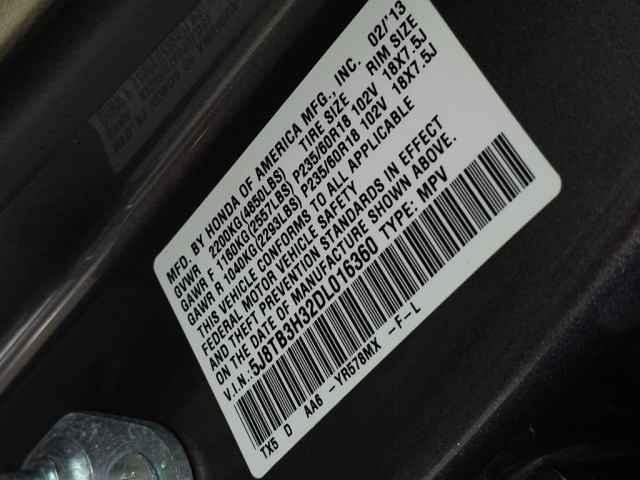 MFD. BY HONDA OF AMERICA MFG., INC. 02/'13
GVWR 2200KG(4850LBS) TIRE SIZE RIM SIZE
GAWR F 1160KG(2557LBS) P235/60R18 102V 18X7.5J
GAWR R 1040KG(2293LBS) P235/60R18 102V 18X7.5J
THIS VEHICLE CONFORMS TO ALL APPLICABLE
FEDERAL MOTOR VEHICLE SAFETY
AND THEFT PREVENTION STANDARDS IN EFFECT
ON THE DATE OF MANUFACTURE SHOWN ABOVE.
V.I.N.: 5J8TB3H32DL016360 TYPE: MPV
TX5 D AA6 -YR578MX -F-L